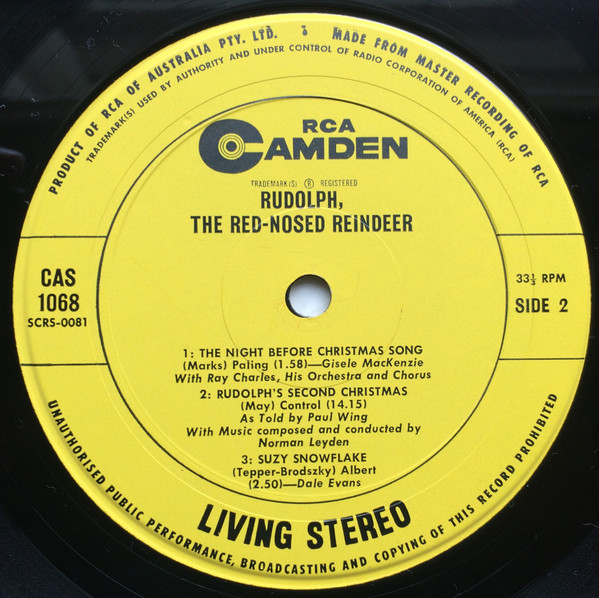 PRODUCT OF RCA OF AUSTRALIA PTY. LTD. MADE FROM MASTER RECORDING OF RCA
TRADEMARK(S) USED BY AUTHORITY AND UNDER CONTROL OF RADIO CORPORATION OF AMERICA (RCA)
RCA
CAMDEN
TRADEMARK(S) ® REGISTERED
RUDOLPH,
THE RED-NOSED REiNDEER
CAS
1068
SCRS-0081
33⅓ RPM
SIDE 2
1: THE NIGHT BEFORE CHRISTMAS SONG
(Marks) Paling (1.58)—Gisele MacKenzie
With Ray Charles, His Orchestra and Chorus
2: RUDOLPH'S SECOND CHRISTMAS
(May) Control (14.15)
As Told by Paul Wing
With Music composed and conducted by
Norman Leyden
3: SUZY SNOWFLAKE
(Tepper-Brodszky) Albert
(2.50)—Dale Evans
LIVING STEREO
UNAUTHORISED PUBLIC PERFORMANCE, BROADCASTING AND COPYING OF THIS RECORD PROHIBITED